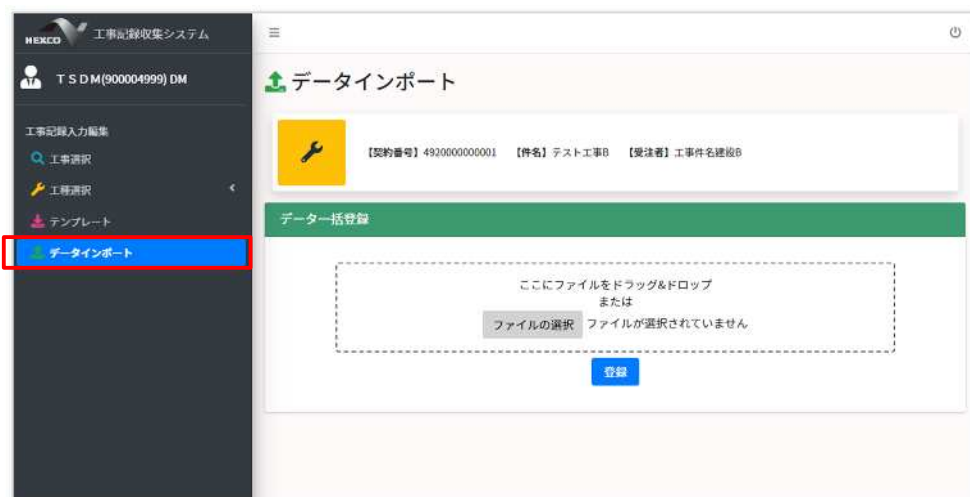 HEXCO 工事記録収集システム
T S D M(900004999) DM
工事記録入力編集
工事選択
工種選択
テンプレート
データインポート
データインポート
【契約番号】4920000000001 【件名】テスト工事B 【受注者】工事件名建設B
データ一括登録
ここにファイルをドラッグ&ドロップ
または
ファイルの選択 ファイルが選択されていません
登録